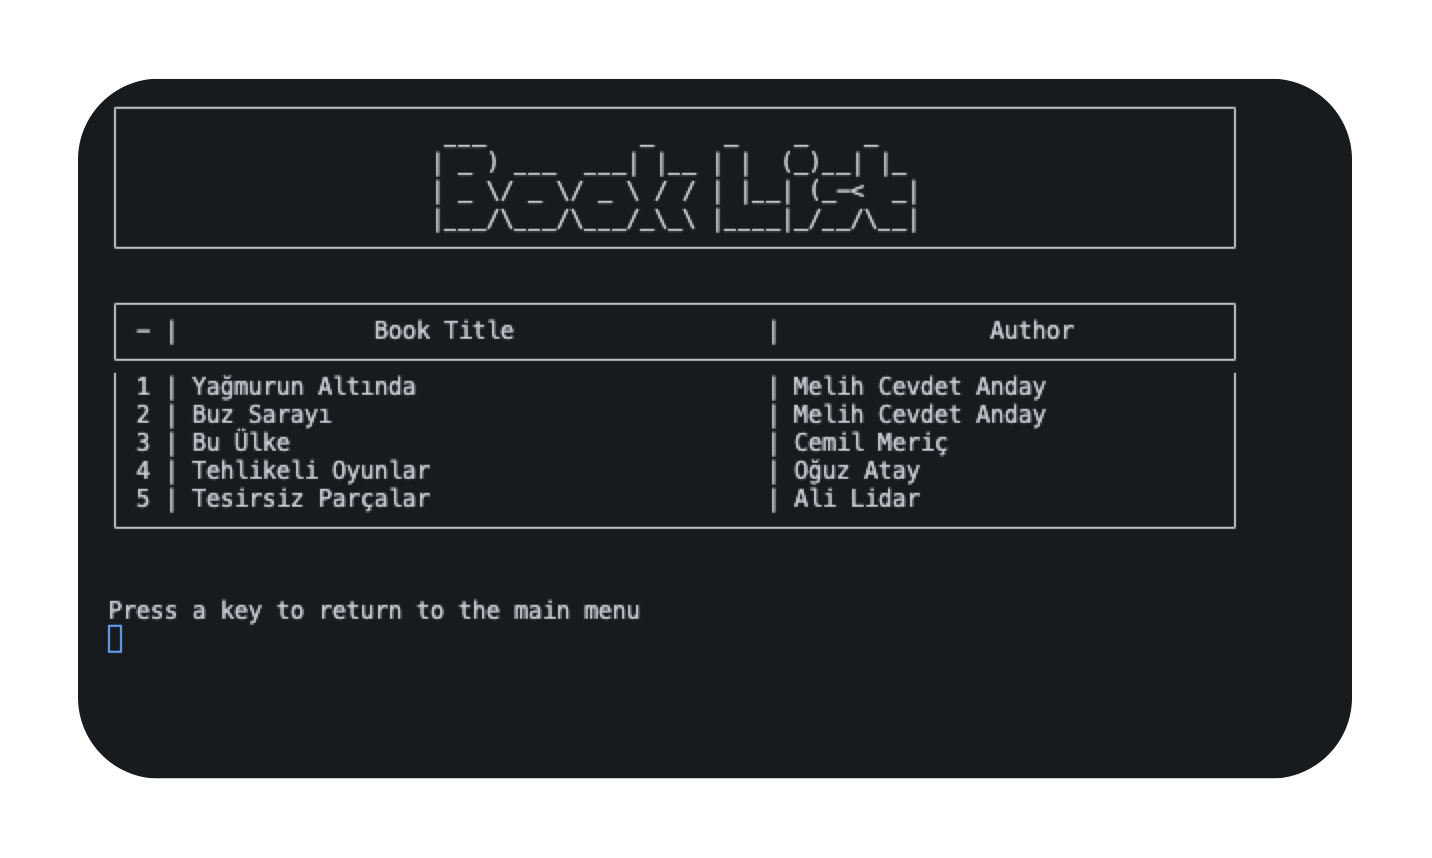 Book List
- | Book Title | Author
1 | Yağmurun Altında | Melih Cevdet Anday
2 | Buz Sarayı | Melih Cevdet Anday
3 | Bu Ülke | Cemil Meriç
4 | Tehlikeli Oyunlar | Oğuz Atay
5 | Tesirsiz Parçalar | Ali Lidar
Press a key to return to the main menu